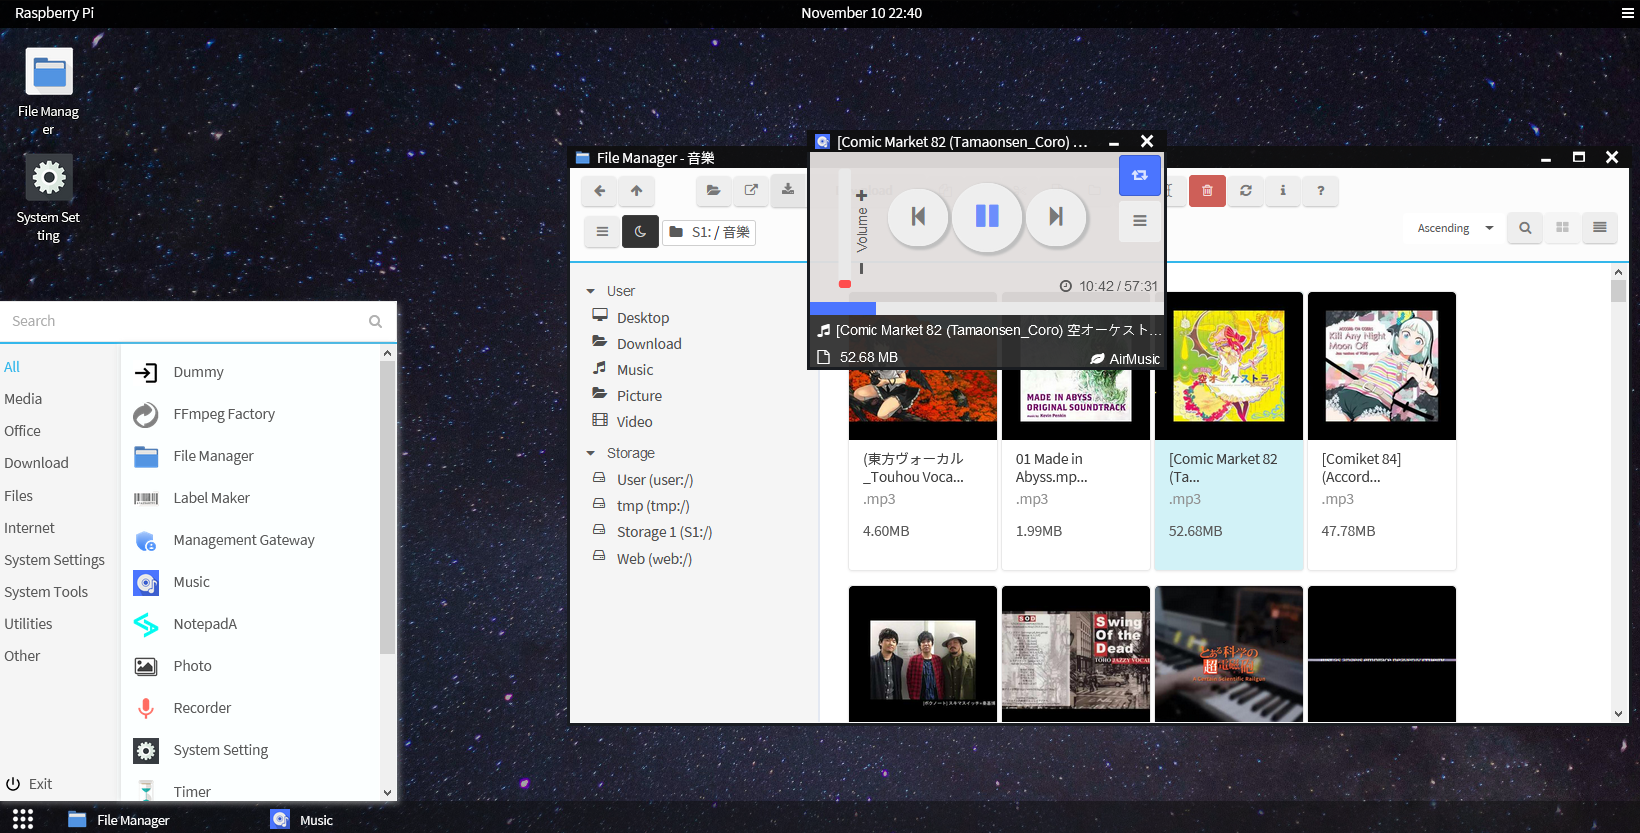 Raspberry Pi
November 10 22:40
File Manag
er
System Set
ting
Search
All
Media
Office
Download
Files
Internet
System Settings
System Tools
Utilities
Other
Exit
Dummy
FFmpeg Factory
File Manager
Label Maker
Management Gateway
Music
NotepadA
Photo
Recorder
System Setting
Timer
File Manager - 音樂
S1: / 音樂
Ascending
User
Desktop
Download
Music
Picture
Video
Storage
User (user:/)
tmp (tmp:/)
Storage 1 (S1:/)
Web (web:/)
[Comic Market 82 (Tamaonsen_Coro) ...
Volume
10:42 / 57:31
[Comic Market 82 (Tamaonsen_Coro) 空オーケスト...
52.68 MB
AirMusic
MADE IN ABYSS
ORIGINAL SOUNDTRACK
空オーケストラ
Kill Any Night
Moon Off
(東方ヴォーカル
_Touhou Voca...
.mp3
4.60MB
01 Made in
Abyss.mp...
.mp3
1.99MB
[Comic Market 82
(Ta...
.mp3
52.68MB
[Comiket 84]
(Accord...
.mp3
47.78MB
SOD
Swing
Of the
Dead
TOHO JAZZY VOCAL
とある科学の
超電磁砲
File Manager
Music